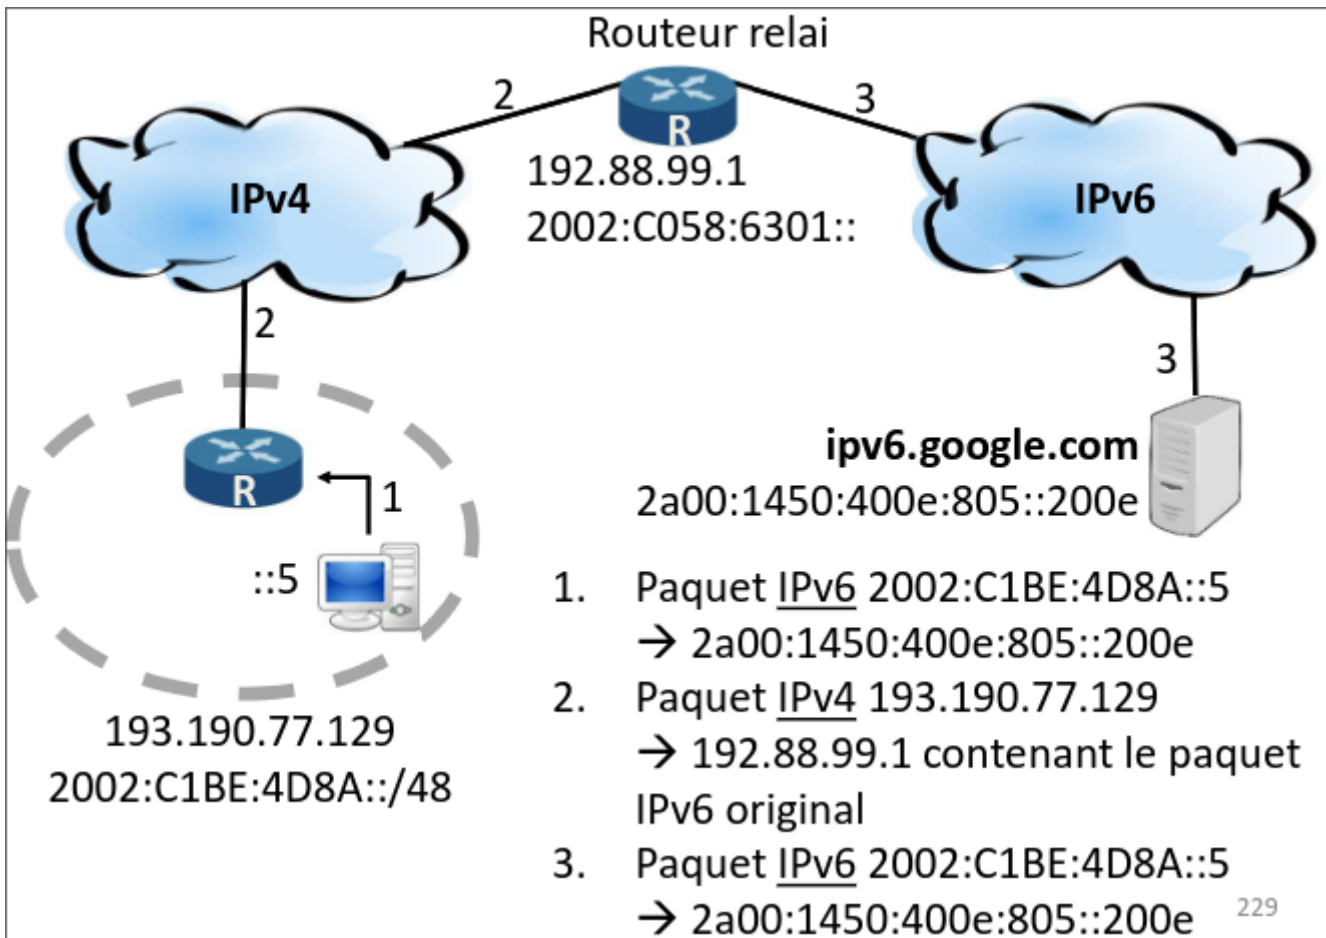 Routeur relai
2
3
R
192.88.99.1
2002:C058:6301::
IPv4
IPv6
2
3
R
1
::5
193.190.77.129
2002:C1BE:4D8A::/48
ipv6.google.com
2a00:1450:400e:805::200e
1. Paquet IPv6 2002:C1BE:4D8A::5
→ 2a00:1450:400e:805::200e
2. Paquet IPv4 193.190.77.129
→ 192.88.99.1 contenant le paquet
IPv6 original
3. Paquet IPv6 2002:C1BE:4D8A::5
→ 2a00:1450:400e:805::200e
229